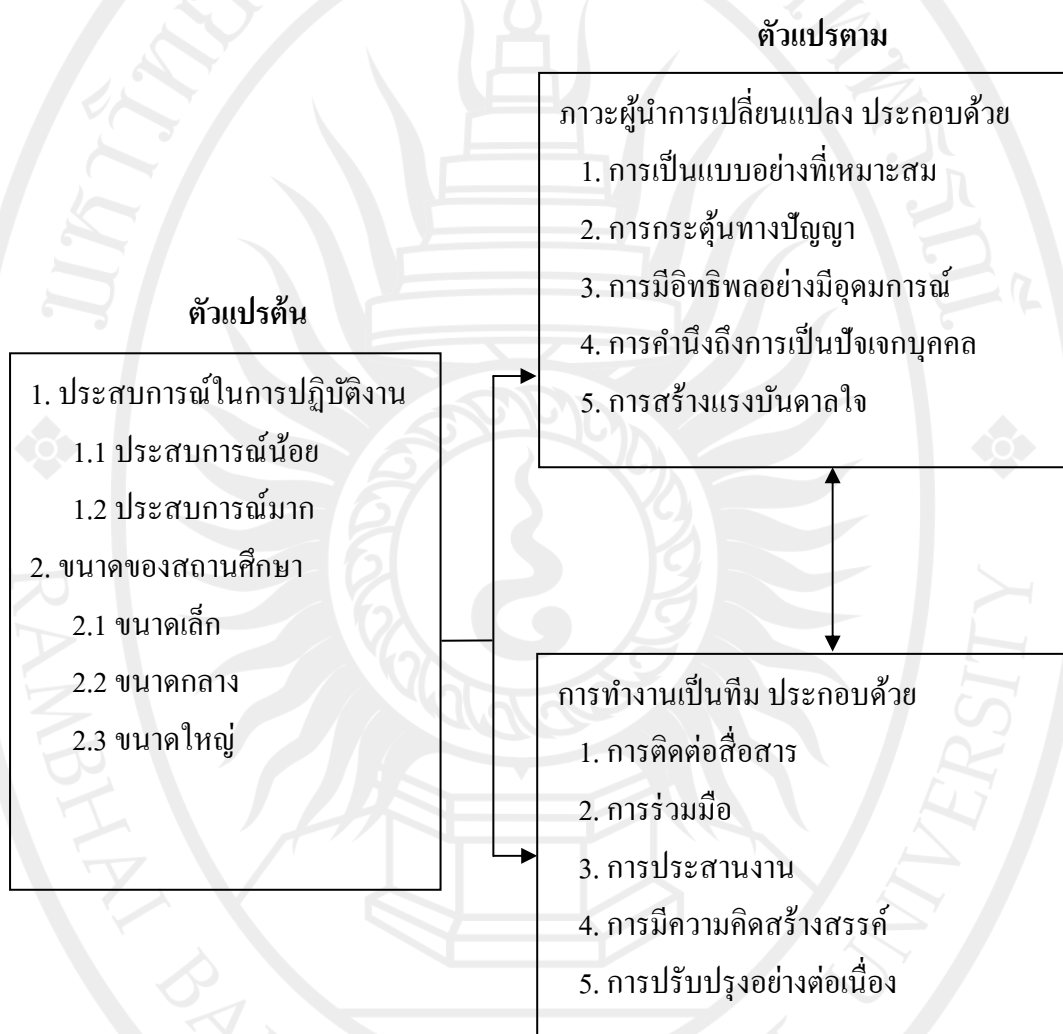 ตัวแปรตาม
ภาวะผู้นำการเปลี่ยนแปลง ประกอบด้วย
1. การเป็นแบบอย่างที่เหมาะสม
2. การกระตุ้นทางปัญญา
3. การมีอิทธิพลอย่างมีอุดมการณ์
4. การคำนึงถึงการเป็นปัจเจกบุคคล
5. การสร้างแรงบันดาลใจ
ตัวแปรต้น
1. ประสบการณ์ในการปฏิบัติงาน
1.1 ประสบการณ์น้อย
1.2 ประสบการณ์มาก
2. ขนาดของสถานศึกษา
2.1 ขนาดเล็ก
2.2 ขนาดกลาง
2.3 ขนาดใหญ่
การทำงานเป็นทีม ประกอบด้วย
1. การติดต่อสื่อสาร
2. การร่วมมือ
3. การประสานงาน
4. การมีความคิดสร้างสรรค์
5. การปรับปรุงอย่างต่อเนื่อง
RAMBHAI BA
UNIVERSITY